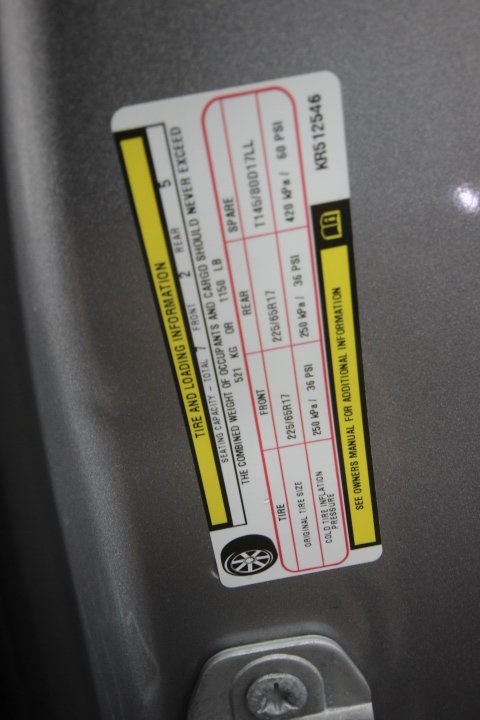 TIRE AND LOADING INFORMATION
SEATING CAPACITY - TOTAL 7 FRONT 2 REAR 5
THE COMBINED WEIGHT OF OCCUPANTS AND CARGO SHOULD NEVER EXCEED
521 KG OR 1150 LB
TIRE FRONT REAR SPARE
ORIGINAL TIRE SIZE 225/65R17 225/65R17 T145/80D17LL
COLD TIRE INFLATION PRESSURE 250 kPa / 36 PSI 250 kPa / 36 PSI 420 kPa / 60 PSI
SEE OWNERS MANUAL FOR ADDITIONAL INFORMATION
KR512546